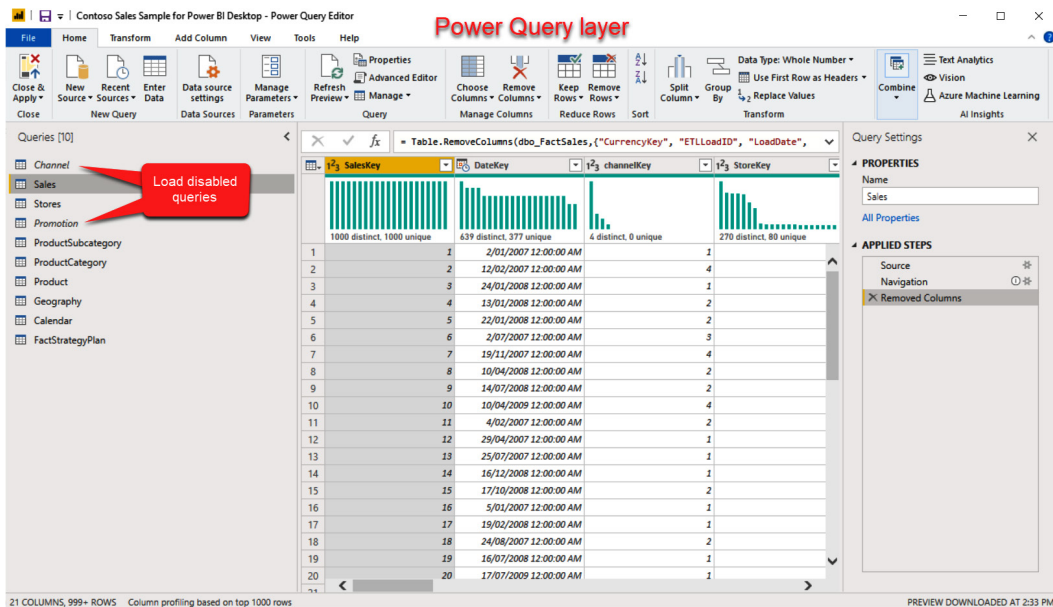 Contoso Sales Sample for Power BI Desktop - Power Query Editor
Power Query layer
File Home Transform Add Column View Tools Help
Close & Apply
New Source
Recent Sources
Enter Data
Data source settings
Manage Parameters
Refresh Preview
Properties
Advanced Editor
Manage
Choose Columns
Remove Columns
Keep Rows
Remove Rows
Split Column
Group By
Data Type: Whole Number
Use First Row as Headers
Replace Values
Combine
Text Analytics
Vision
Azure Machine Learning
Close New Query Data Sources Parameters Query Manage Columns Reduce Rows Sort Transform AI Insights
Queries [10]
Channel
Sales
Stores
Promotion
ProductSubcategory
ProductCategory
Product
Geography
Calendar
FactStrategyPlan
Load disabled
queries
fx = Table.RemoveColumns(dbo_FactSales,{"CurrencyKey", "ETLLoadID", "LoadDate",
SalesKey DateKey channelKey StoreKey
1000 distinct, 1000 unique 639 distinct, 377 unique 4 distinct, 0 unique 270 distinct, 80 unique
1 1 2/01/2007 12:00:00 AM 1
2 2 12/02/2007 12:00:00 AM 4
3 3 24/01/2008 12:00:00 AM 1
4 4 13/01/2008 12:00:00 AM 2
5 5 22/01/2008 12:00:00 AM 2
6 6 2/07/2007 12:00:00 AM 3
7 7 19/11/2007 12:00:00 AM 4
8 8 10/04/2008 12:00:00 AM 2
9 9 14/07/2008 12:00:00 AM 2
10 10 10/04/2009 12:00:00 AM 4
11 11 4/02/2007 12:00:00 AM 2
12 12 29/04/2007 12:00:00 AM 1
13 13 25/07/2007 12:00:00 AM 1
14 14 16/12/2008 12:00:00 AM 1
15 15 17/10/2008 12:00:00 AM 2
16 16 5/01/2007 12:00:00 AM 1
17 17 19/02/2008 12:00:00 AM 1
18 18 24/08/2007 12:00:00 AM 2
19 19 16/07/2008 12:00:00 AM 1
20 20 17/07/2009 12:00:00 AM 1
Query Settings
PROPERTIES
Name
Sales
All Properties
APPLIED STEPS
Source
Navigation
Removed Columns
21 COLUMNS, 999+ ROWS Column profiling based on top 1000 rows
PREVIEW DOWNLOADED AT 2:33 PM